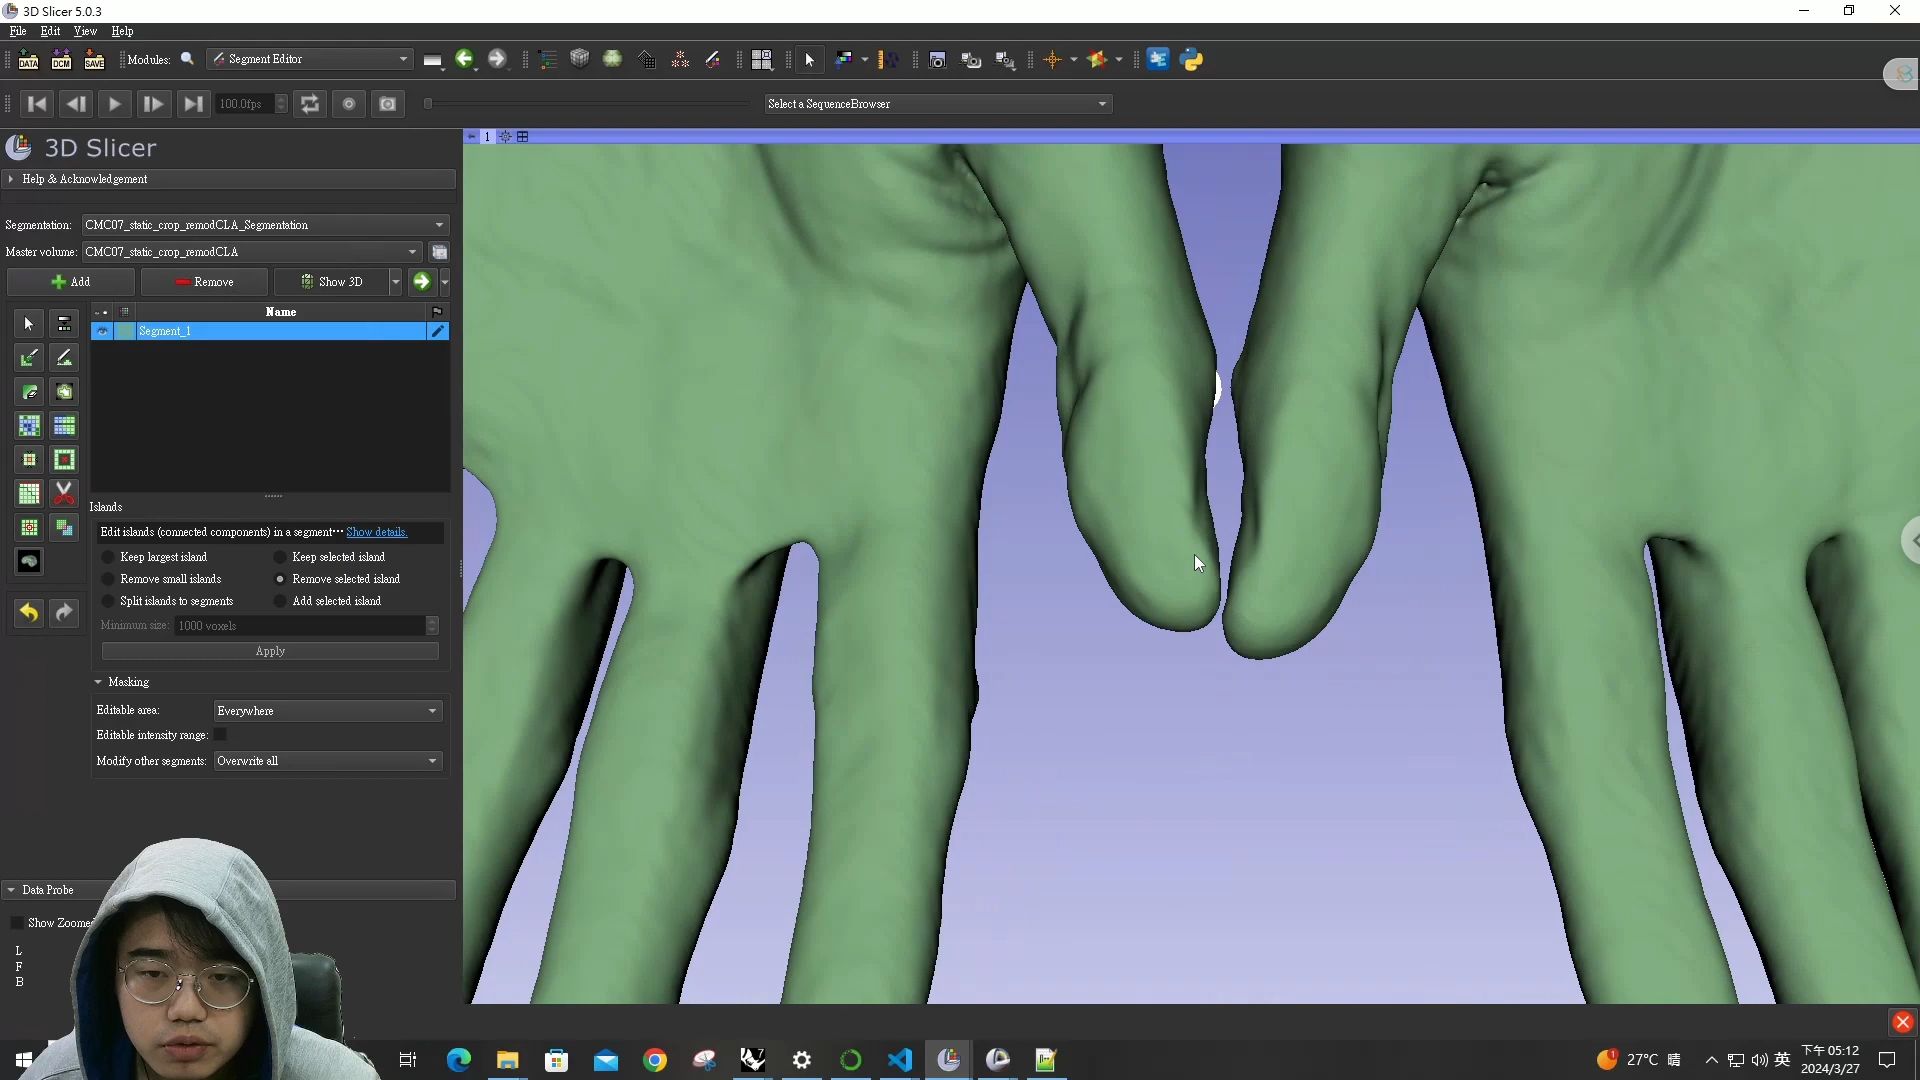 3D Slicer 5.0.3
File Edit View Help
DATA DCM SAVE Modules: Segment Editor
100.0fps Select a SequenceBrowser
3D Slicer
1
Help & Acknowledgement
Segmentation: CMC07_static_crop_remodCLA_Segmentation
Master volume: CMC07_static_crop_remodCLA
Add Remove Show 3D
Name
Segment_1
Islands
Edit islands (connected components) in a segment⋯ Show details.
Keep largest island Keep selected island
Remove small islands Remove selected island
Split islands to segments Add selected island
Minimum size: 1000 voxels
Apply
Masking
Editable area: Everywhere
Editable intensity range:
Modify other segments: Overwrite all
Data Probe
Show Zoome
L
F
B
7
1 27°C 晴 英 下午 05:12
2024/3/27